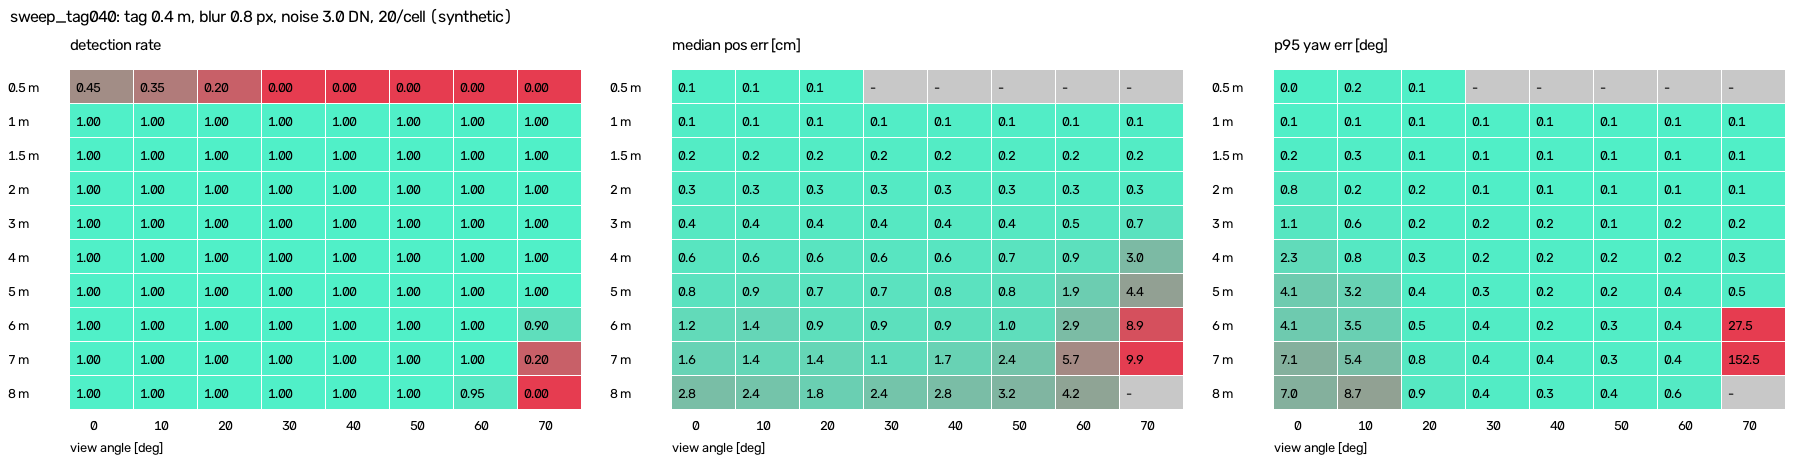 sweep_tag040: tag 0.4 m, blur 0.8 px, noise 3.0 DN, 20/cell (synthetic)
detection rate
0.5 m 0.45 0.35 0.20 0.00 0.00 0.00 0.00 0.00
1 m 1.00 1.00 1.00 1.00 1.00 1.00 1.00 1.00
1.5 m 1.00 1.00 1.00 1.00 1.00 1.00 1.00 1.00
2 m 1.00 1.00 1.00 1.00 1.00 1.00 1.00 1.00
3 m 1.00 1.00 1.00 1.00 1.00 1.00 1.00 1.00
4 m 1.00 1.00 1.00 1.00 1.00 1.00 1.00 1.00
5 m 1.00 1.00 1.00 1.00 1.00 1.00 1.00 1.00
6 m 1.00 1.00 1.00 1.00 1.00 1.00 1.00 0.90
7 m 1.00 1.00 1.00 1.00 1.00 1.00 1.00 0.20
8 m 1.00 1.00 1.00 1.00 1.00 1.00 0.95 0.00
0 10 20 30 40 50 60 70
view angle [deg]
median pos err [cm]
0.5 m 0.1 0.1 0.1 - - - - -
1 m 0.1 0.1 0.1 0.1 0.1 0.1 0.1 0.1
1.5 m 0.2 0.2 0.2 0.2 0.2 0.2 0.2 0.2
2 m 0.3 0.3 0.3 0.3 0.3 0.3 0.3 0.3
3 m 0.4 0.4 0.4 0.4 0.4 0.4 0.5 0.7
4 m 0.6 0.6 0.6 0.6 0.6 0.7 0.9 3.0
5 m 0.8 0.9 0.7 0.7 0.8 0.8 1.9 4.4
6 m 1.2 1.4 0.9 0.9 0.9 1.0 2.9 8.9
7 m 1.6 1.4 1.4 1.1 1.7 2.4 5.7 9.9
8 m 2.8 2.4 1.8 2.4 2.8 3.2 4.2 -
0 10 20 30 40 50 60 70
view angle [deg]
p95 yaw err [deg]
0.5 m 0.0 0.2 0.1 - - - - -
1 m 0.1 0.1 0.1 0.1 0.1 0.1 0.1 0.1
1.5 m 0.2 0.3 0.1 0.1 0.1 0.1 0.1 0.1
2 m 0.8 0.2 0.2 0.1 0.1 0.1 0.1 0.1
3 m 1.1 0.6 0.2 0.2 0.2 0.1 0.2 0.2
4 m 2.3 0.8 0.3 0.2 0.2 0.2 0.2 0.3
5 m 4.1 3.2 0.4 0.3 0.2 0.2 0.4 0.5
6 m 4.1 3.5 0.5 0.4 0.2 0.3 0.4 27.5
7 m 7.1 5.4 0.8 0.4 0.4 0.3 0.4 152.5
8 m 7.0 8.7 0.9 0.4 0.3 0.4 0.6 -
0 10 20 30 40 50 60 70
view angle [deg]